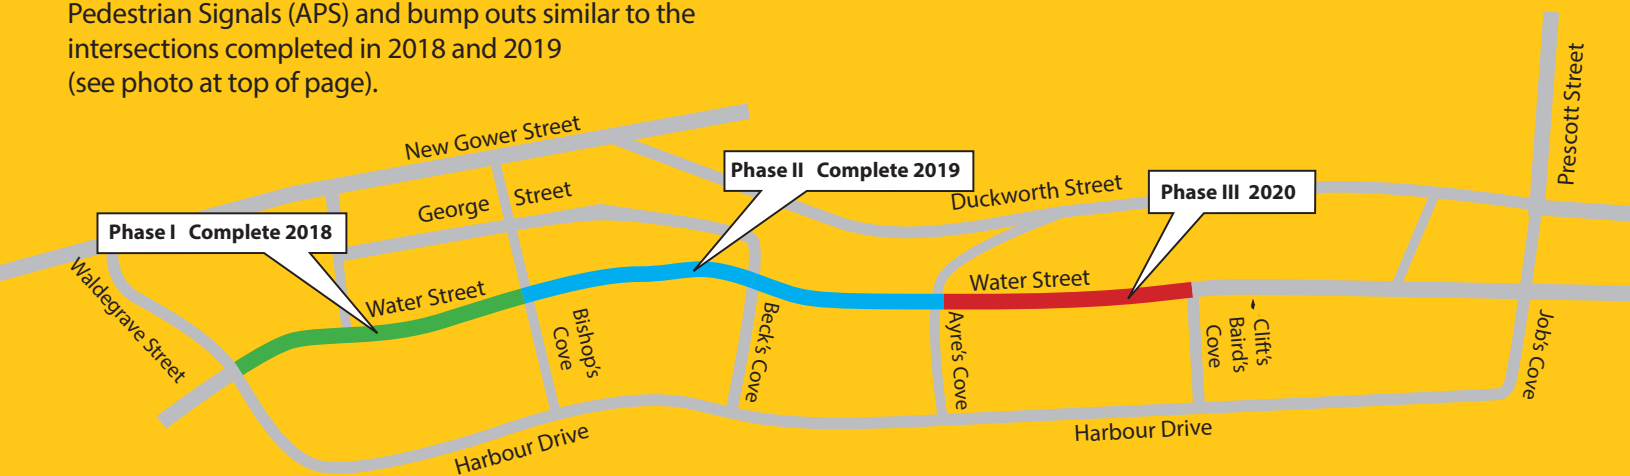 Pedestrian Signals (APS) and bump outs similar to the
intersections completed in 2018 and 2019
(see photo at top of page).
Prescott Street
New Gower Street
Phase II Complete 2019
Duckworth Street
Phase III 2020
George Street
Phase I Complete 2018
Waldegrave Street
Water Street
Water Street
Bishop's
Cove
Beck's Cove
Ayre's Cove
Clift's
Baird's
Cove
Job's Cove
Harbour Drive
Harbour Drive